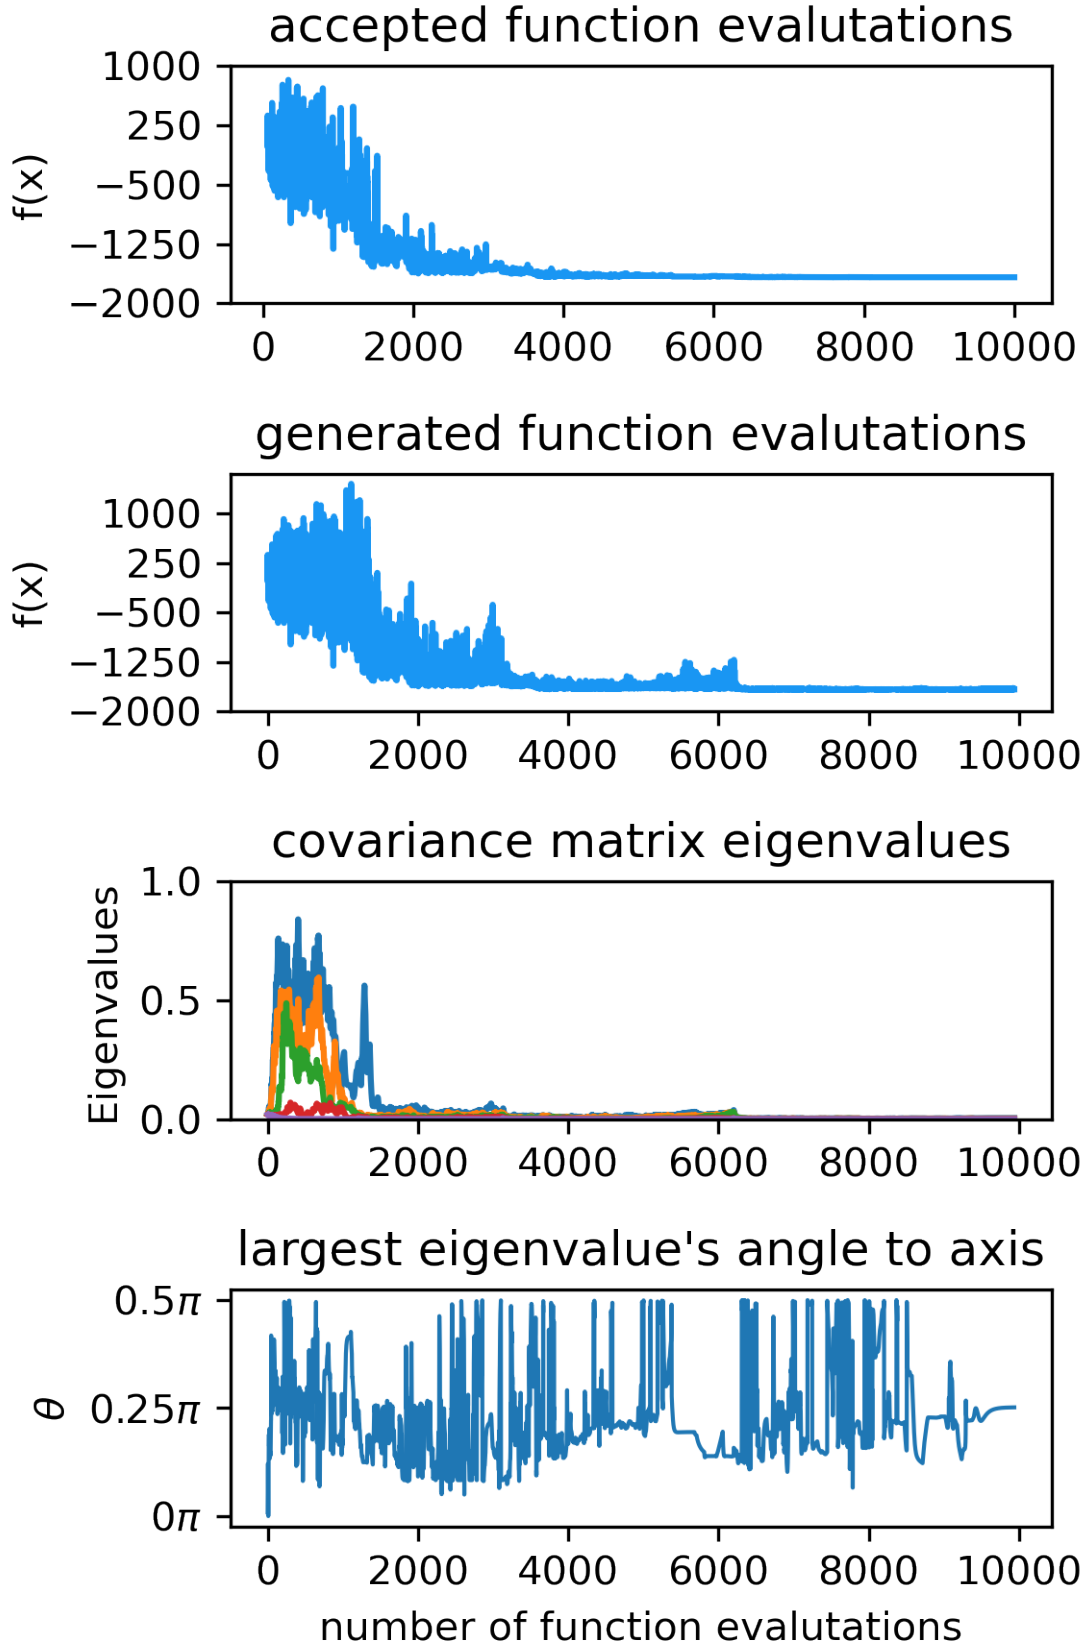 accepted function evalutations
1000
250
−500
−1250
−2000
f(x)
0 2000 4000 6000 8000 10000
generated function evalutations
1000
250
−500
−1250
−2000
f(x)
0 2000 4000 6000 8000 10000
covariance matrix eigenvalues
1.0
0.5
0.0
Eigenvalues
0 2000 4000 6000 8000 10000
largest eigenvalue's angle to axis
0.5π
0.25π
0π
θ
0 2000 4000 6000 8000 10000
number of function evalutations